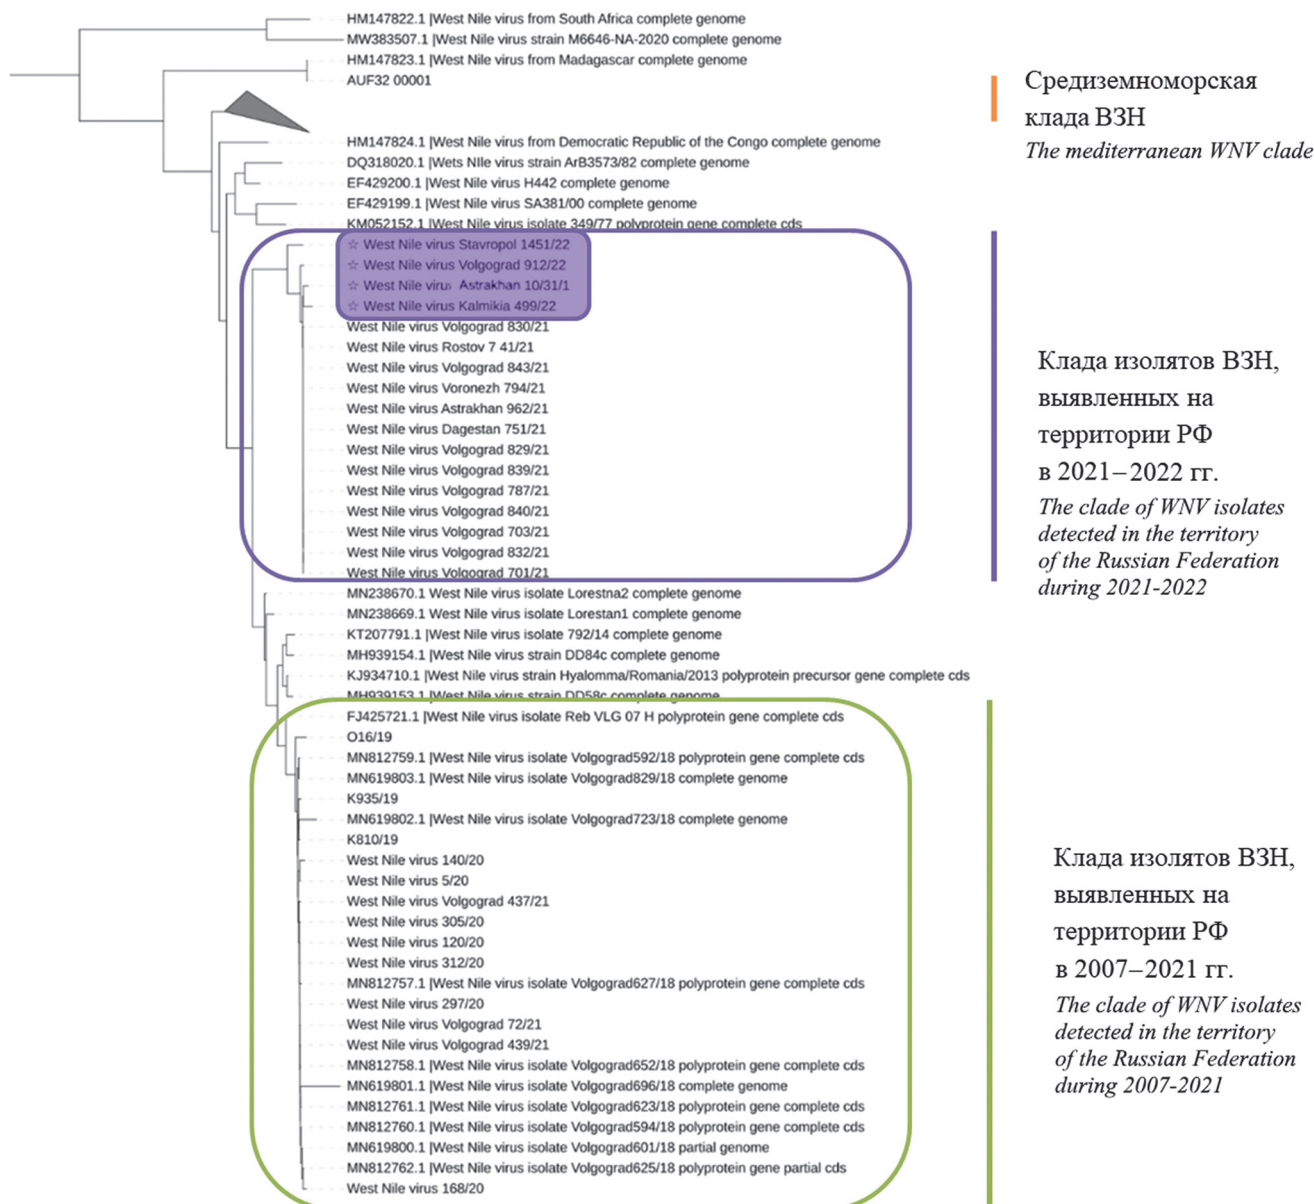 HM147822.1 |West Nile virus from South Africa complete genome
MW383507.1 |West Nile virus strain M6646-NA-2020 complete genome
HM147823.1 |West Nile virus from Madagascar complete genome
AUF32 00001
HM147824.1 |West Nile virus from Democratic Republic of the Congo complete genome
DQ318020.1 |Wets NIle virus strain ArB3573/82 complete genome
EF429200.1 |West Nile virus H442 complete genome
EF429199.1 |West Nile virus SA381/00 complete genome
KM052152.1 |West Nile virus isolate 349/77 polyprotein gene complete cds
☆ West Nile virus Stavropol 1451/22
☆ West Nile virus Volgograd 912/22
☆ West Nile virus Astrakhan 10/31/1
☆ West Nile virus Kalmikia 499/22
West Nile virus Volgograd 830/21
West Nile virus Rostov 7 41/21
West Nile virus Volgograd 843/21
West Nile virus Voronezh 794/21
West Nile virus Astrakhan 962/21
West Nile virus Dagestan 751/21
West Nile virus Volgograd 829/21
West Nile virus Volgograd 839/21
West Nile virus Volgograd 787/21
West Nile virus Volgograd 840/21
West Nile virus Volgograd 703/21
West Nile virus Volgograd 832/21
West Nile virus Volgograd 701/21
MN238670.1 West Nile virus isolate Lorestna2 complete genome
MN238669.1 |West Nile virus isolate Lorestan1 complete genome
KT207791.1 |West Nile virus isolate 792/14 complete genome
MH939154.1 |West Nile virus strain DD84c complete genome
KJ934710.1 |West Nile virus strain Hyalomma/Romania/2013 polyprotein precursor gene complete cds
MH939153.1 |West Nile virus strain DD58c complete genome
FJ425721.1 |West Nile virus isolate Reb VLG 07 H polyprotein gene complete cds
O16/19
MN812759.1 |West Nile virus isolate Volgograd592/18 polyprotein gene complete cds
MN619803.1 |West Nile virus isolate Volgograd829/18 complete genome
K935/19
MN619802.1 |West Nile virus isolate Volgograd723/18 complete genome
K810/19
West Nile virus 140/20
West Nile virus 5/20
West Nile virus Volgograd 437/21
West Nile virus 305/20
West Nile virus 120/20
West Nile virus 312/20
MN812757.1 |West Nile virus isolate Volgograd627/18 polyprotein gene complete cds
West Nile virus 297/20
West Nile virus Volgograd 72/21
West Nile virus Volgograd 439/21
MN812758.1 |West Nile virus isolate Volgograd652/18 polyprotein gene complete cds
MN619801.1 |West Nile virus isolate Volgograd696/18 complete genome
MN812761.1 |West Nile virus isolate Volgograd623/18 polyprotein gene complete cds
MN812760.1 |West Nile virus isolate Volgograd594/18 polyprotein gene complete cds
MN619800.1 |West Nile virus isolate Volgograd601/18 partial genome
MN812762.1 |West Nile virus isolate Volgograd625/18 polyprotein gene partial cds
West Nile virus 168/20
Средиземноморская
клада ВЗН
The mediterranean WNV clade
Клада изолятов ВЗН,
выявленных на
территории РФ
в 2021–2022 гг.
The clade of WNV isolates
detected in the territory
of the Russian Federation
during 2021-2022
Клада изолятов ВЗН,
выявленных на
территории РФ
в 2007–2021 гг.
The clade of WNV isolates
detected in the territory
of the Russian Federation
during 2007-2021